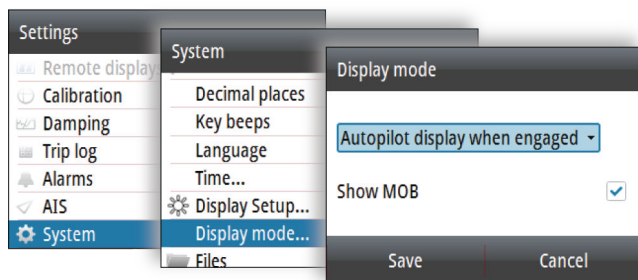 Settings
Remote displays
Calibration
Damping
Trip log
Alarms
AIS
System
System
Decimal places
Key beeps
Language
Time...
Display Setup...
Display mode...
Files
Display mode
Autopilot display when engaged
Show MOB
Save
Cancel